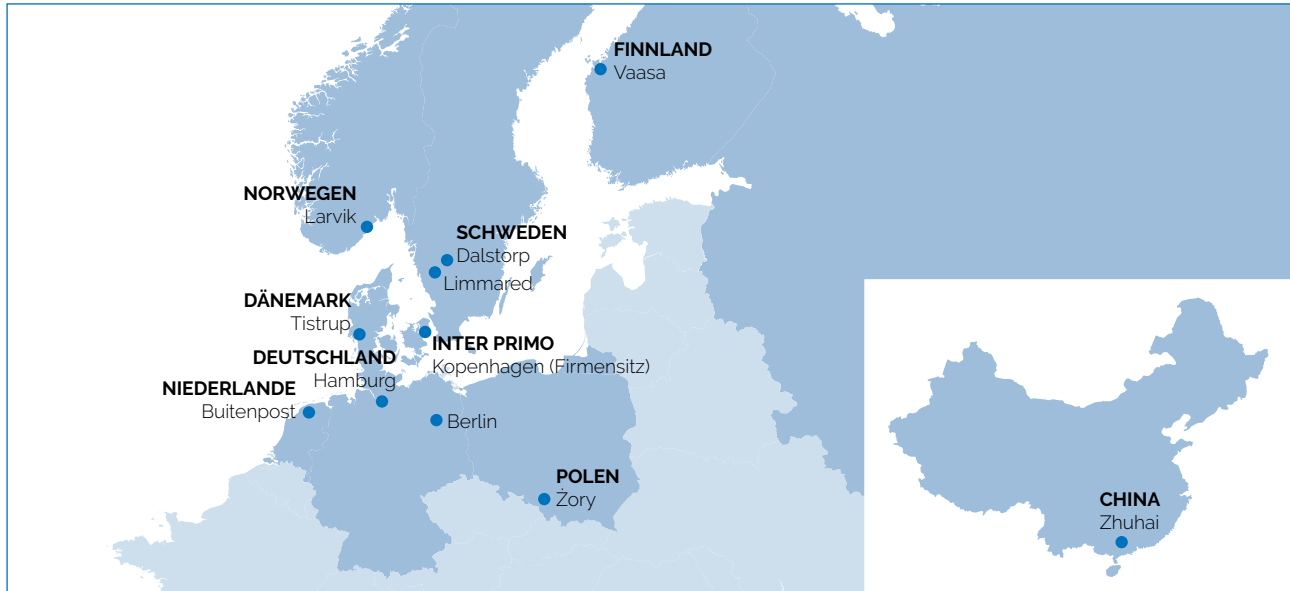 FINNLAND
Vaasa
NORWEGEN
Larvik
SCHWEDEN
Dalstorp
Limmared
DÄNEMARK
Tistrup
INTER PRIMO
Kopenhagen (Firmensitz)
DEUTSCHLAND
Hamburg
NIEDERLANDE
Buitenpost
Berlin
POLEN
Żory
CHINA
Zhuhai